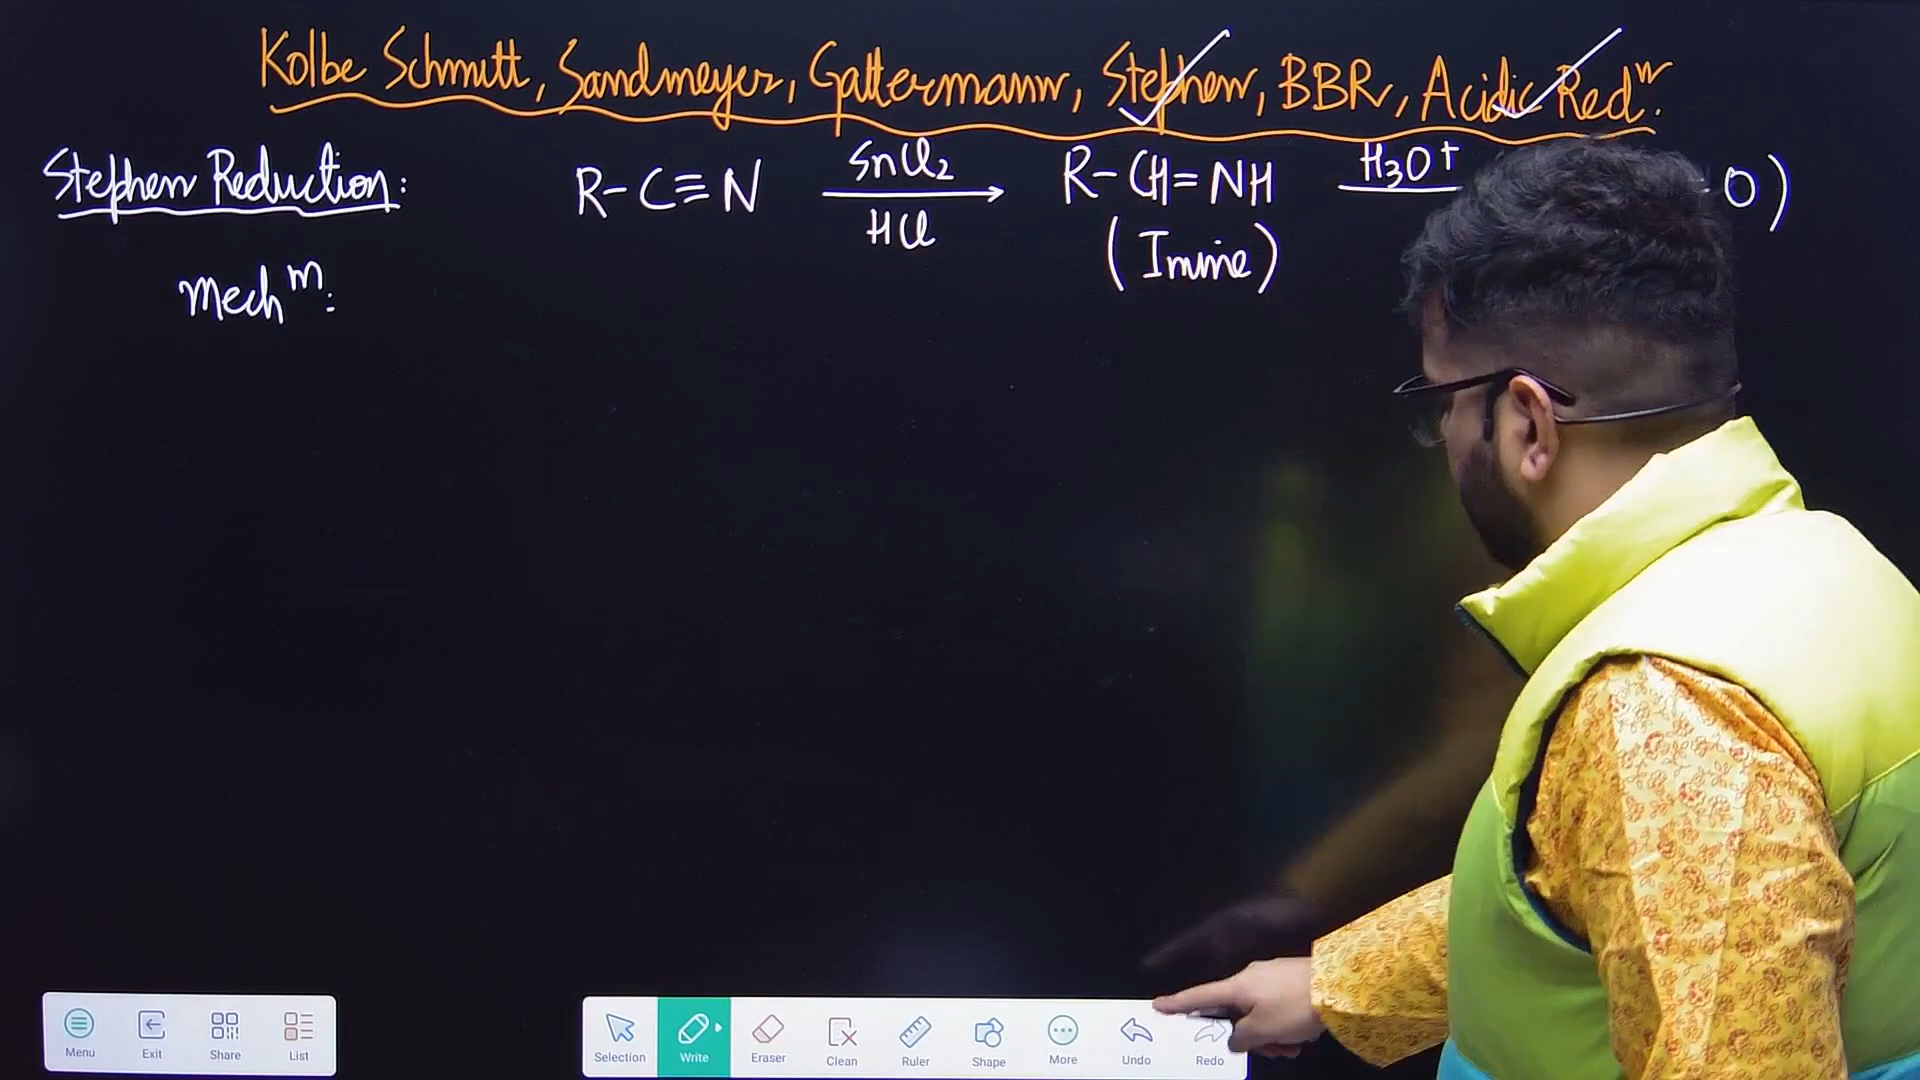 Kolbe Schmitt, Sandmeyer, Gattermann, Stephen, BBR, Acidic Redⁿ.
Stephen Reduction: R-C≡N SnCl₂ HCl R-CH=NH H₃O⁺ O)
(Imine)
Mechᵐ:
Menu Exit Share List
Selection Write Eraser Clean Ruler Shape More Undo Redo